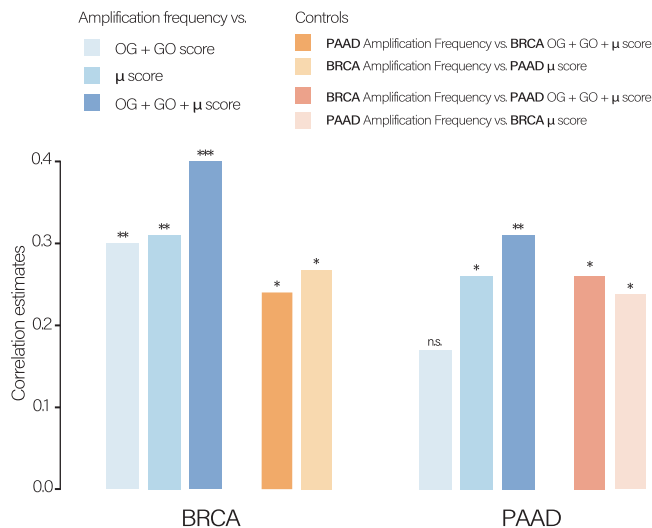 Amplification frequency vs.
OG + GO score
μ score
OG + GO + μ score
Controls
PAAD Amplification Frequency vs. BRCA OG + GO + μ score
BRCA Amplification Frequency vs. PAAD μ score
BRCA Amplification Frequency vs. PAAD OG + GO + μ score
PAAD Amplification Frequency vs. BRCA μ score
Correlation estimates
0.4
0.3
0.2
0.1
0.0
** ** *** * *
n.s. * ** * *
BRCA PAAD